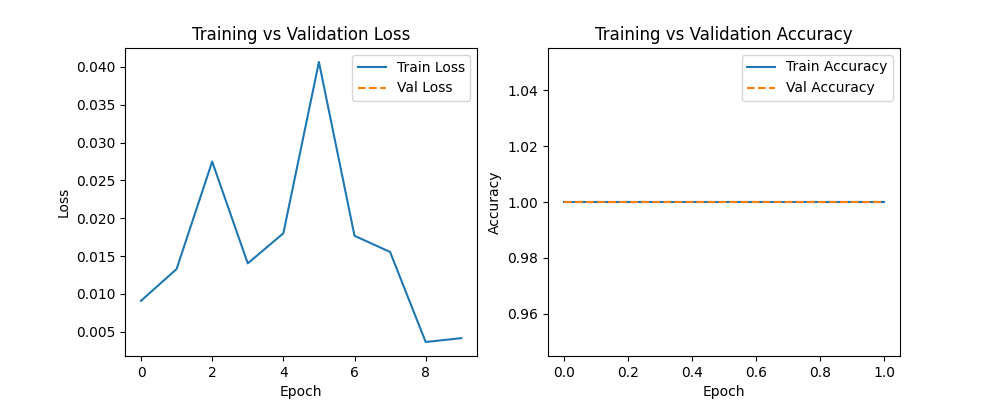 Training vs Validation Loss
0.040
0.035
0.030
0.025
0.020
0.015
0.010
0.005
Loss
Train Loss
Val Loss
0 2 4 6 8
Epoch
Training vs Validation Accuracy
1.04
1.02
1.00
0.98
0.96
Accuracy
Train Accuracy
Val Accuracy
0.0 0.2 0.4 0.6 0.8 1.0
Epoch